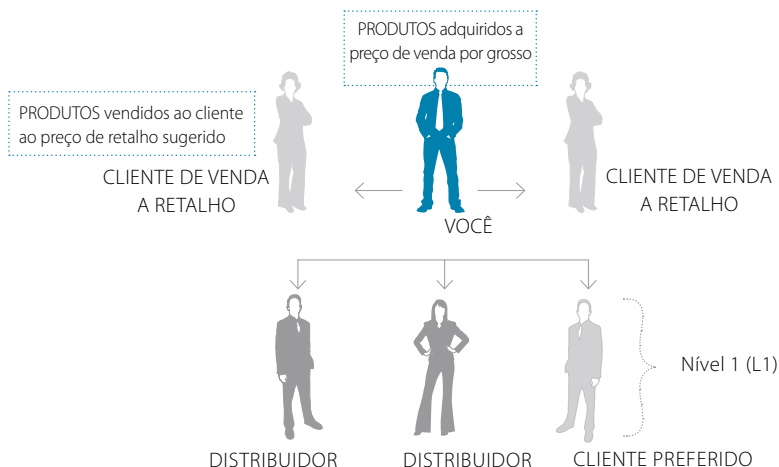 PRODUTOS adquiridos a
preço de venda por grosso
PRODUTOS vendidos ao cliente
ao preço de retalho sugerido
CLIENTE DE VENDA
A RETALHO
VOCÊ
CLIENTE DE VENDA
A RETALHO
Nível 1 (L1)
DISTRIBUIDOR
DISTRIBUIDOR
CLIENTE PREFERIDO